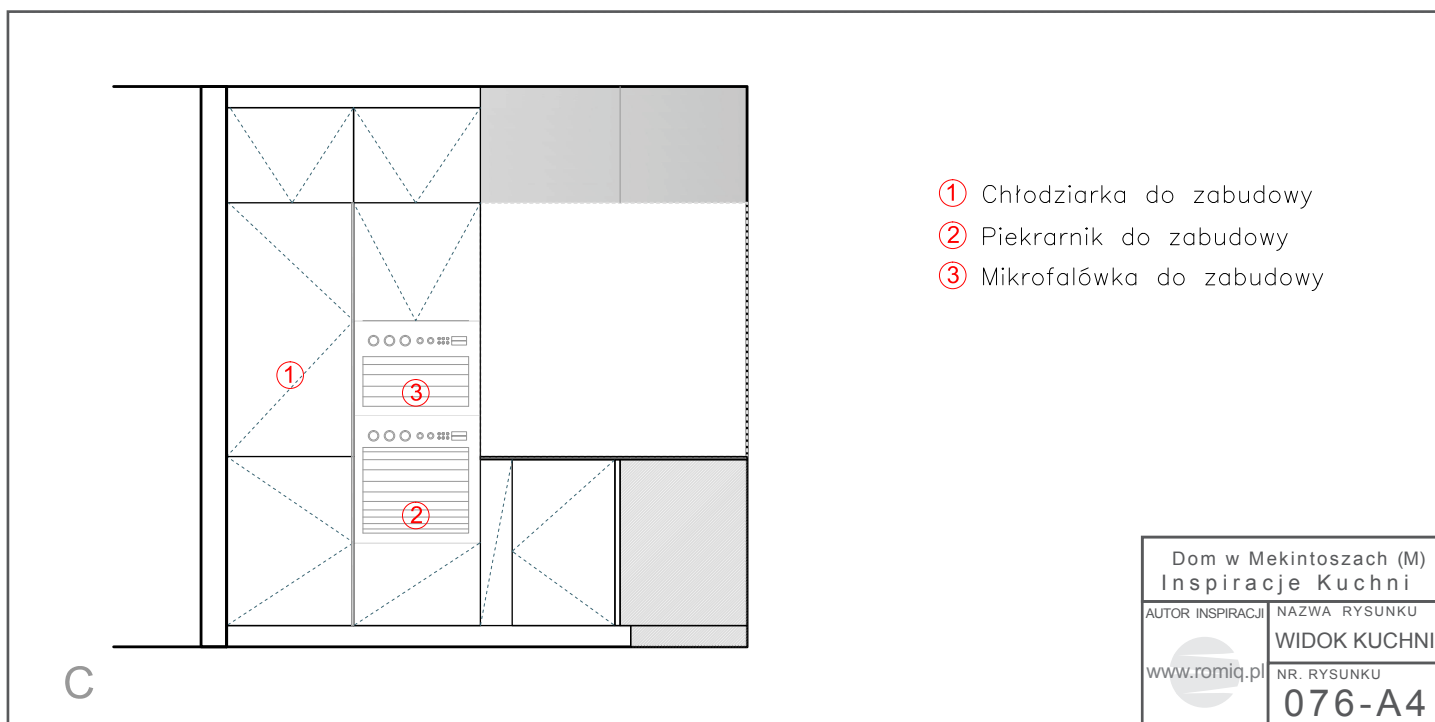 1 Chłodziarka do zabudowy
2 Piekrarnik do zabudowy
3 Mikrofalówka do zabudowy
1
3
2
C
Dom w Mekintoszach (M)
Inspiracje Kuchni
AUTOR INSPIRACJI
www.romiq.pl
NAZWA RYSUNKU
WIDOK KUCHNI
NR. RYSUNKU
076-A4